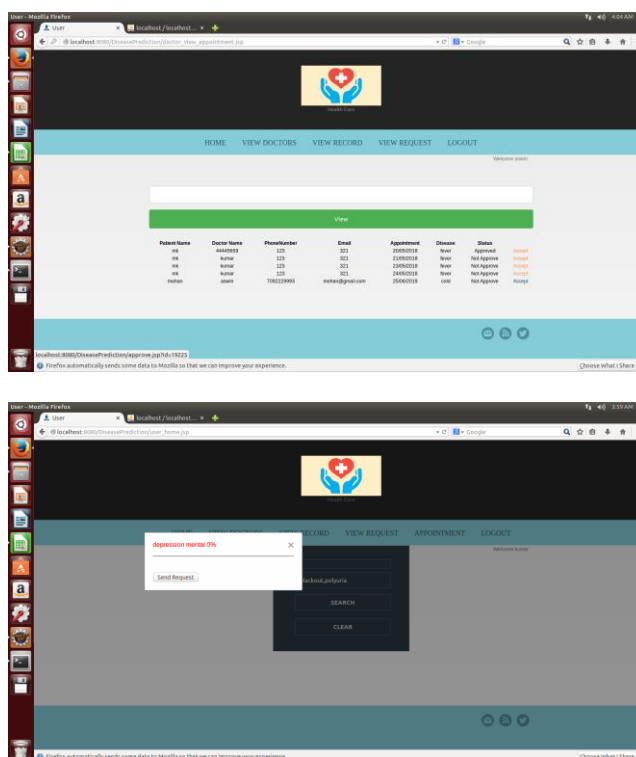 User - Mozilla Firefox 4:04 AM
User localhost / localhost...
localhost:8080/DiseasePrediction/doctor_view_appointment.jsp Google
Health Care
HOME VIEW DOCTORS VIEW RECORD VIEW REQUEST LOGOUT
Welcome aswin
View
Patient Name Doctor Name PhoneNumber Email Appointment Disease Status
mk 44445959 123 321 20/05/2018 fever Approved Accept
mk kumar 123 321 21/05/2018 fever Not Approve Accept
mk kumar 123 321 23/05/2018 fever Not Approve Accept
mk kumar 123 321 24/05/2018 fever Not Approve Accept
mohan aswin 7092229993 mohan@gmail.com 25/06/2018 cold Not Approve Accept
localhost:8080/DiseasePrediction/approve.jsp?id=19225
Firefox automatically sends some data to Mozilla so that we can improve your experience. Choose What I Share
User - Mozilla Firefox 3:59 AM
User localhost / localhost...
localhost:8080/DiseasePrediction/user_home.jsp Google
Health Care
HOME VIEW DOCTORS VIEW RECORD VIEW REQUEST APPOINTMENT LOGOUT
Welcome kumar
depression mental 0% ×
lackout,polyuria
Send Request
SEARCH
CLEAR
Firefox automatically sends some data to Mozilla so that we can improve your experience. Choose What I Share